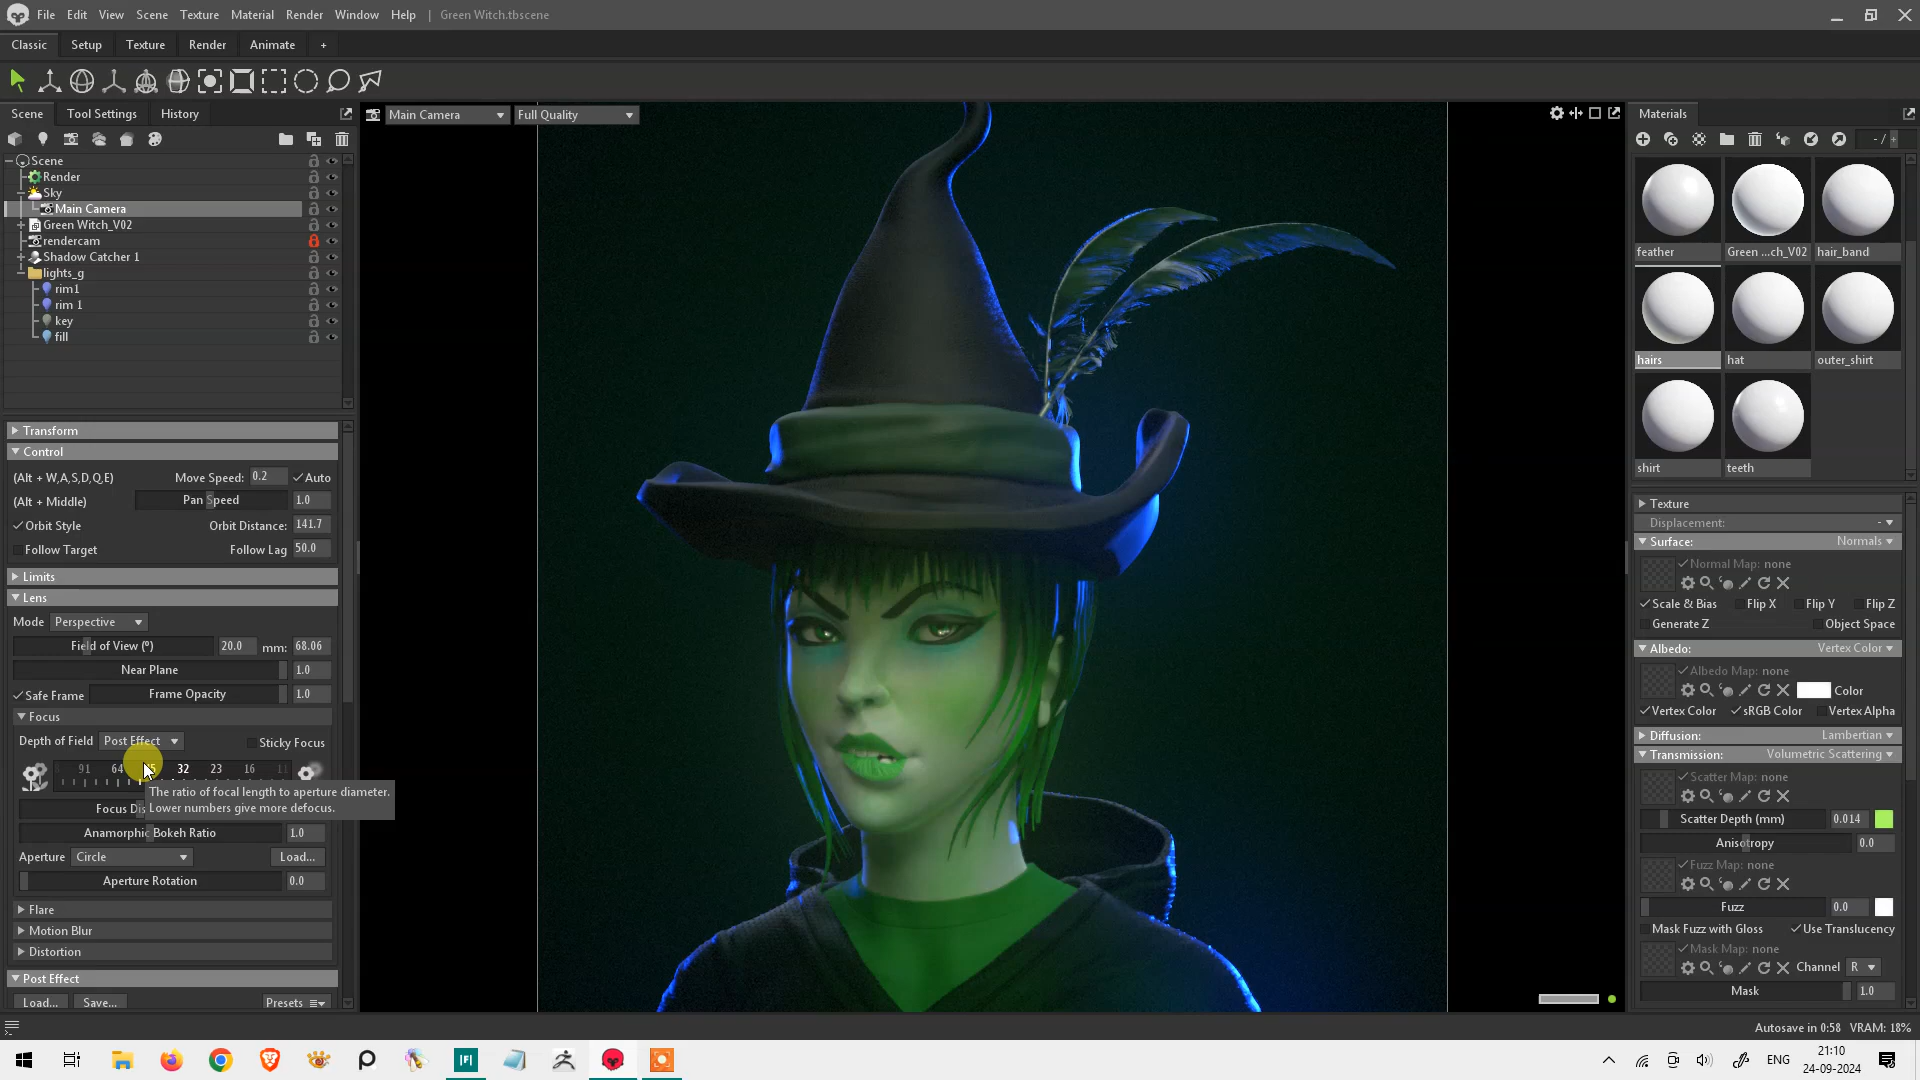 File Edit View Scene Texture Material Render Window Help | Green Witch.tbscene
Classic Setup Texture Render Animate +
Scene Tool Settings History
Main Camera Full Quality
Materials
- /
Scene
Render
Sky
Main Camera
Green Witch_V02
rendercam
Shadow Catcher 1
lights_g
rim1
rim 1
key
fill
Transform
Control
(Alt + W,A,S,D,Q,E) Move Speed: 0.2 Auto
(Alt + Middle) Pan Speed 1.0
Orbit Style Orbit Distance: 141.7
Follow Target Follow Lag 50.0
Limits
Lens
Mode Perspective
Field of View (º) 20.0 mm: 68.06
Near Plane 1.0
Safe Frame Frame Opacity 1.0
Focus
Depth of Field Post Effect Sticky Focus
91 64 32 23 16 11
The ratio of focal length to aperture diameter.
Lower numbers give more defocus.
Focus Dis
Anamorphic Bokeh Ratio 1.0
Aperture Circle Load...
Aperture Rotation 0.0
Flare
Motion Blur
Distortion
Post Effect
Load... Save... Presets
feather Green ...ch_V02 hair_band
hairs hat outer_shirt
shirt teeth
Texture
Displacement: -
Surface: Normals
Normal Map: none
Scale & Bias Flip X Flip Y Flip Z
Generate Z Object Space
Albedo: Vertex Color
Albedo Map: none
Color
Vertex Color sRGB Color Vertex Alpha
Diffusion: Lambertian
Transmission: Volumetric Scattering
Scatter Map: none
Scatter Depth (mm) 0.014
Anisotropy 0.0
Fuzz Map: none
Fuzz 0.0
Mask Fuzz with Gloss Use Translucency
Mask Map: none
Channel R
Mask 1.0
Autosave in 0:58 VRAM: 18%
ENG
21:10
24-09-2024